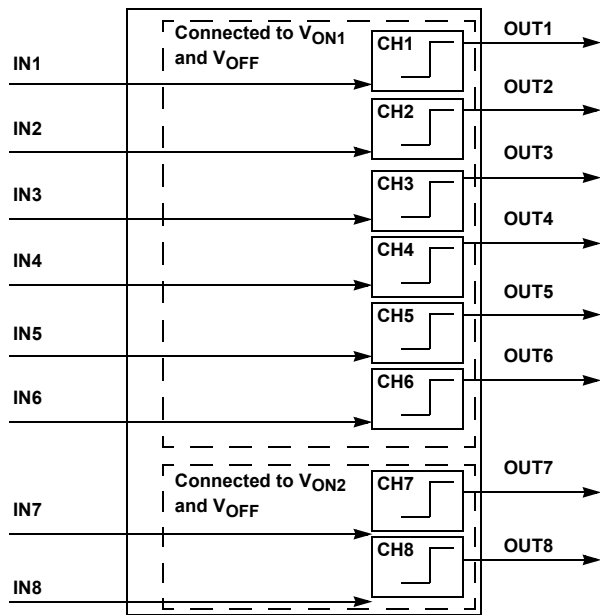 Connected to VON1
and VOFF
CH1
OUT1
IN1
CH2
OUT2
IN2
CH3
OUT3
IN3
CH4
OUT4
IN4
CH5
OUT5
IN5
CH6
OUT6
IN6
Connected to VON2
and VOFF
CH7
OUT7
IN7
CH8
OUT8
IN8